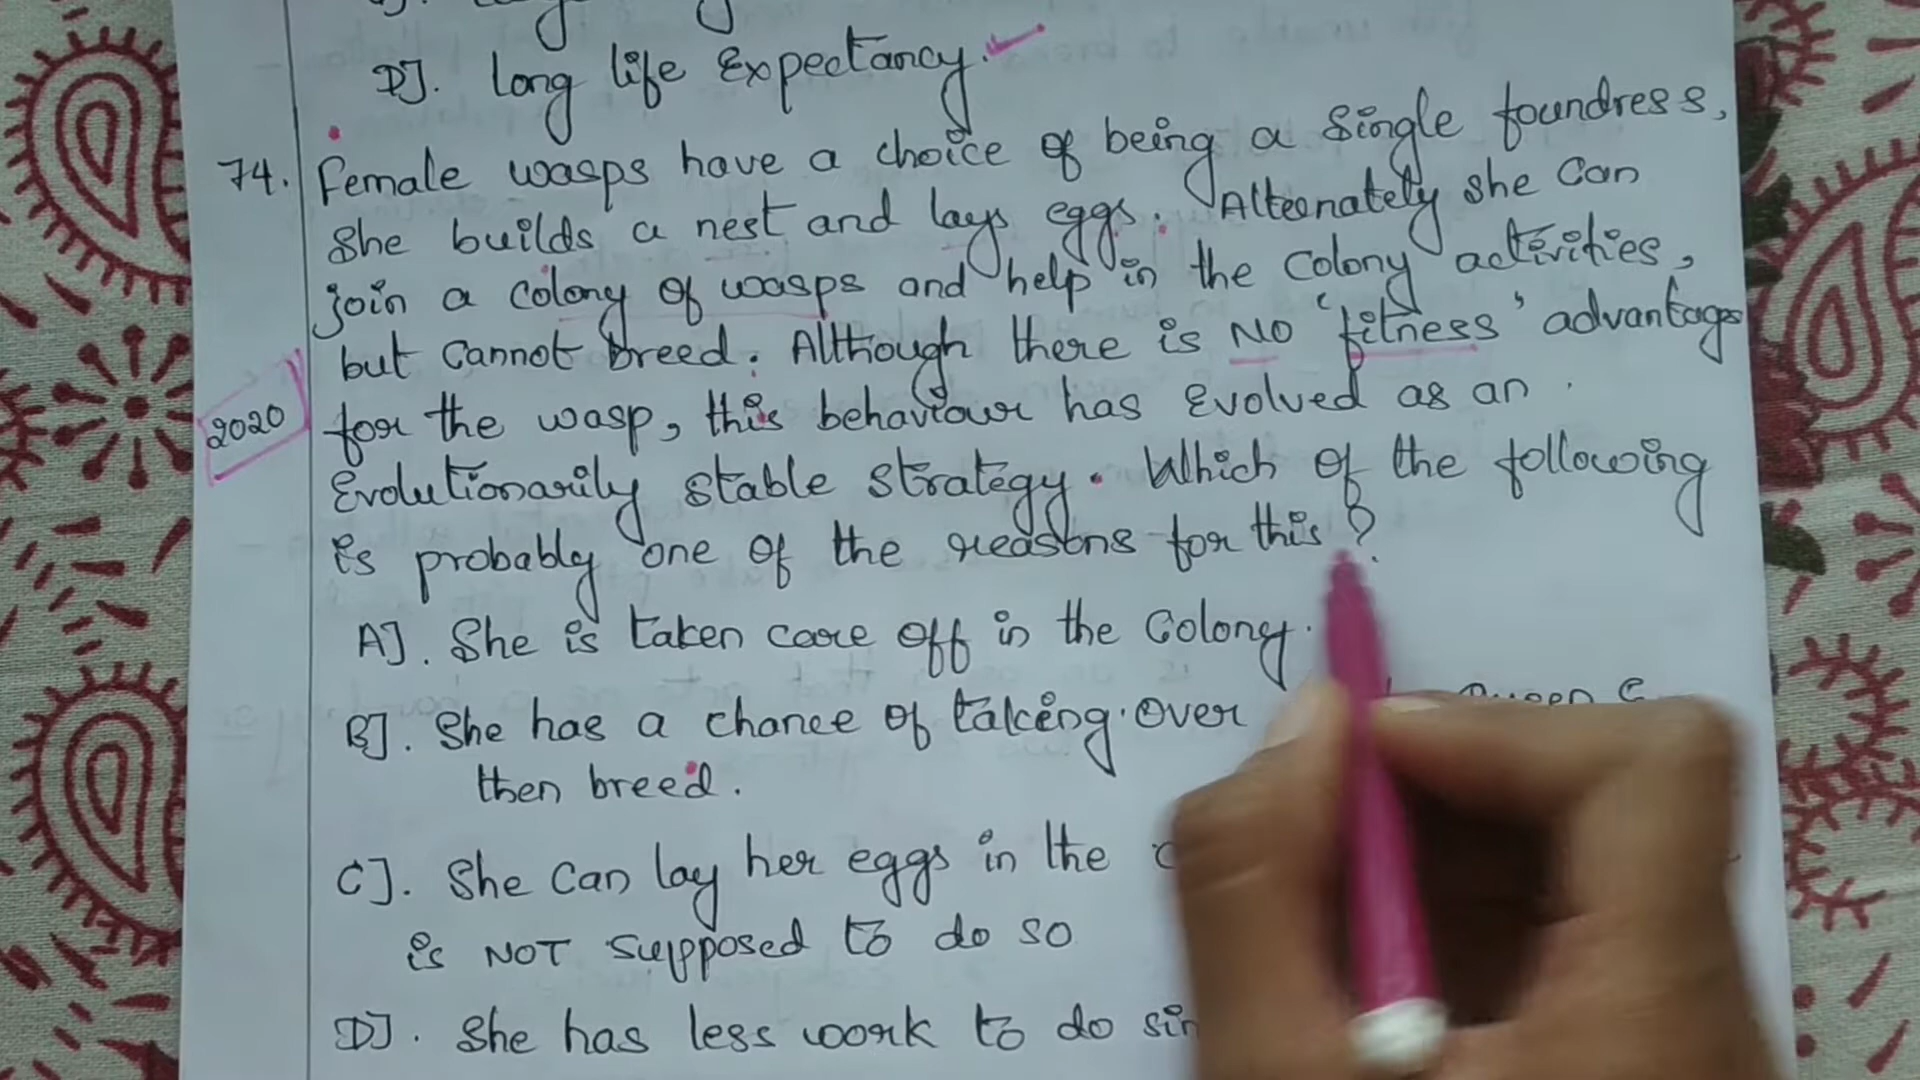 D]. Long life Expectancy.
74. Female wasps have a choice of being a single foundress,
She builds a nest and lays eggs. Alternately she can
join a colony of wasps and help in the colony activities,
but cannot breed. Although there is NO 'fitness' advantage
2020 for the wasp, this behaviour has evolved as an
Evolutionarily stable strategy. Which of the following
is probably one of the reasons for this?
A]. She is taken care off in the colony.
B]. She has a chance of taking over Queen &
then breed.
C]. She can lay her eggs in the
is NOT supposed to do so
D]. She has less work to do